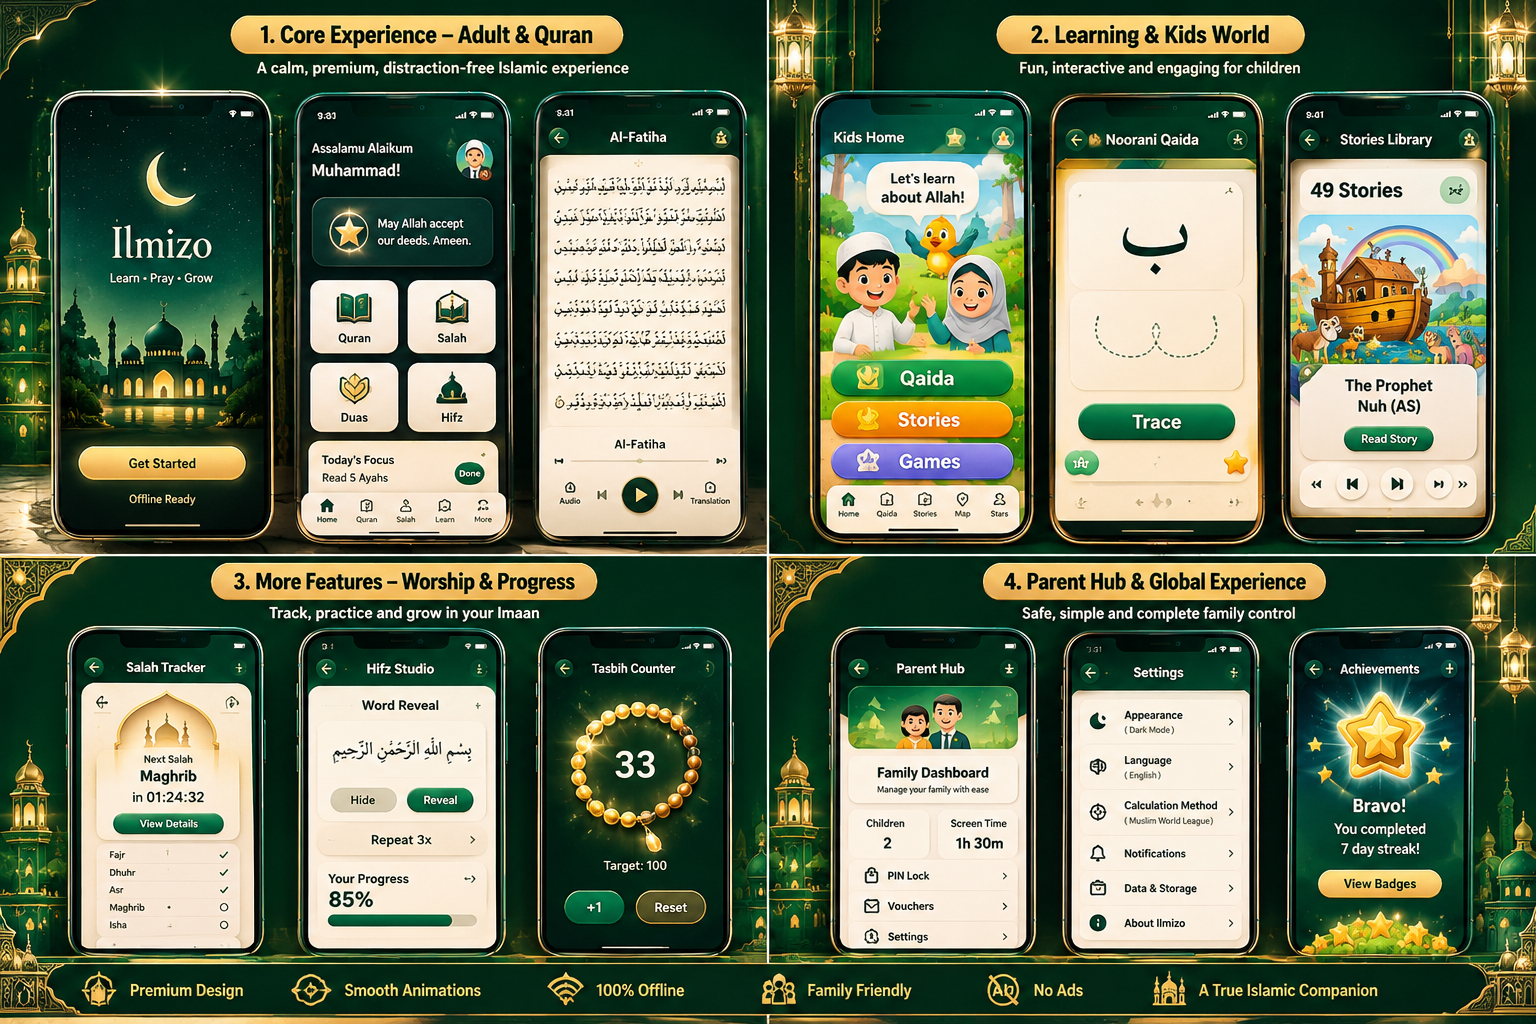 1. Core Experience – Adult & Quran
A calm, premium, distraction-free Islamic experience
Ilmizo
Learn • Pray • Grow
Get Started
Offline Ready
Assalamu Alaikum
Muhammad!
May Allah accept
our deeds. Ameen.
Quran
Salah
Duas
Hifz
Today's Focus
Read 5 Ayahs
Done
Home
Quran
Salah
Learn
More
Al-Fatiha
Al-Fatiha
Audio
Translation
2. Learning & Kids World
Fun, interactive and engaging for children
Kids Home
Let's learn
about Allah!
Qaida
Stories
Games
Home
Qaida
Stories
Map
Stars
Noorani Qaida
ب
Trace
Stories Library
49 Stories
The Prophet
Nuh (AS)
Read Story
3. More Features – Worship & Progress
Track, practice and grow in your Imaan
Salah Tracker
Next Salah
Maghrib
in 01:24:32
View Details
Fajr
Dhuhr
Asr
Maghrib
Isha
Hifz Studio
Word Reveal
بِسْمِ اللَّهِ الرَّحْمَٰنِ الرَّحِيمِ
Hide
Reveal
Repeat 3x
Your Progress
85%
Tasbih Counter
33
Target: 100
+1
Reset
4. Parent Hub & Global Experience
Safe, simple and complete family control
Parent Hub
Family Dashboard
Manage your family with ease
Children
2
Screen Time
1h 30m
PIN Lock
Vouchers
Settings
Settings
Appearance
( Dark Mode )
Language
( English )
Calculation Method
( Muslim World League )
Notifications
Data & Storage
About Ilmizo
Achievements
Bravo!
You completed
7 day streak!
View Badges
Premium Design
Smooth Animations
100% Offline
Family Friendly
No Ads
A True Islamic Companion